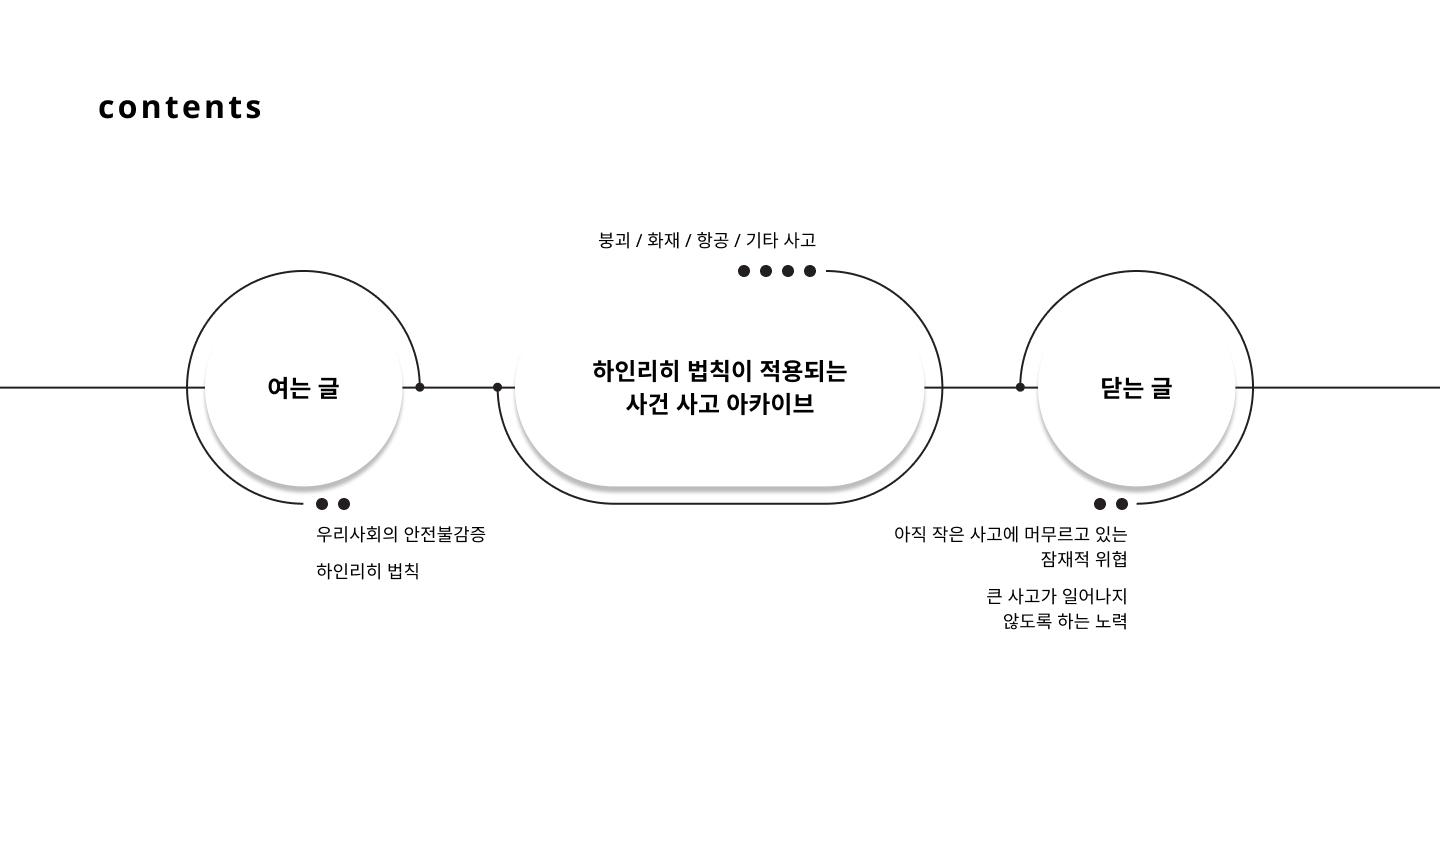 contents
여는 글
우리사회의 안전불감증
하인리히 법칙
붕괴 / 화재 / 항공 / 기타 사고
하인리히 법칙이 적용되는
사건 사고 아카이브
닫는 글
아직 작은 사고에 머무르고 있는
잠재적 위협
큰 사고가 일어나지
않도록 하는 노력